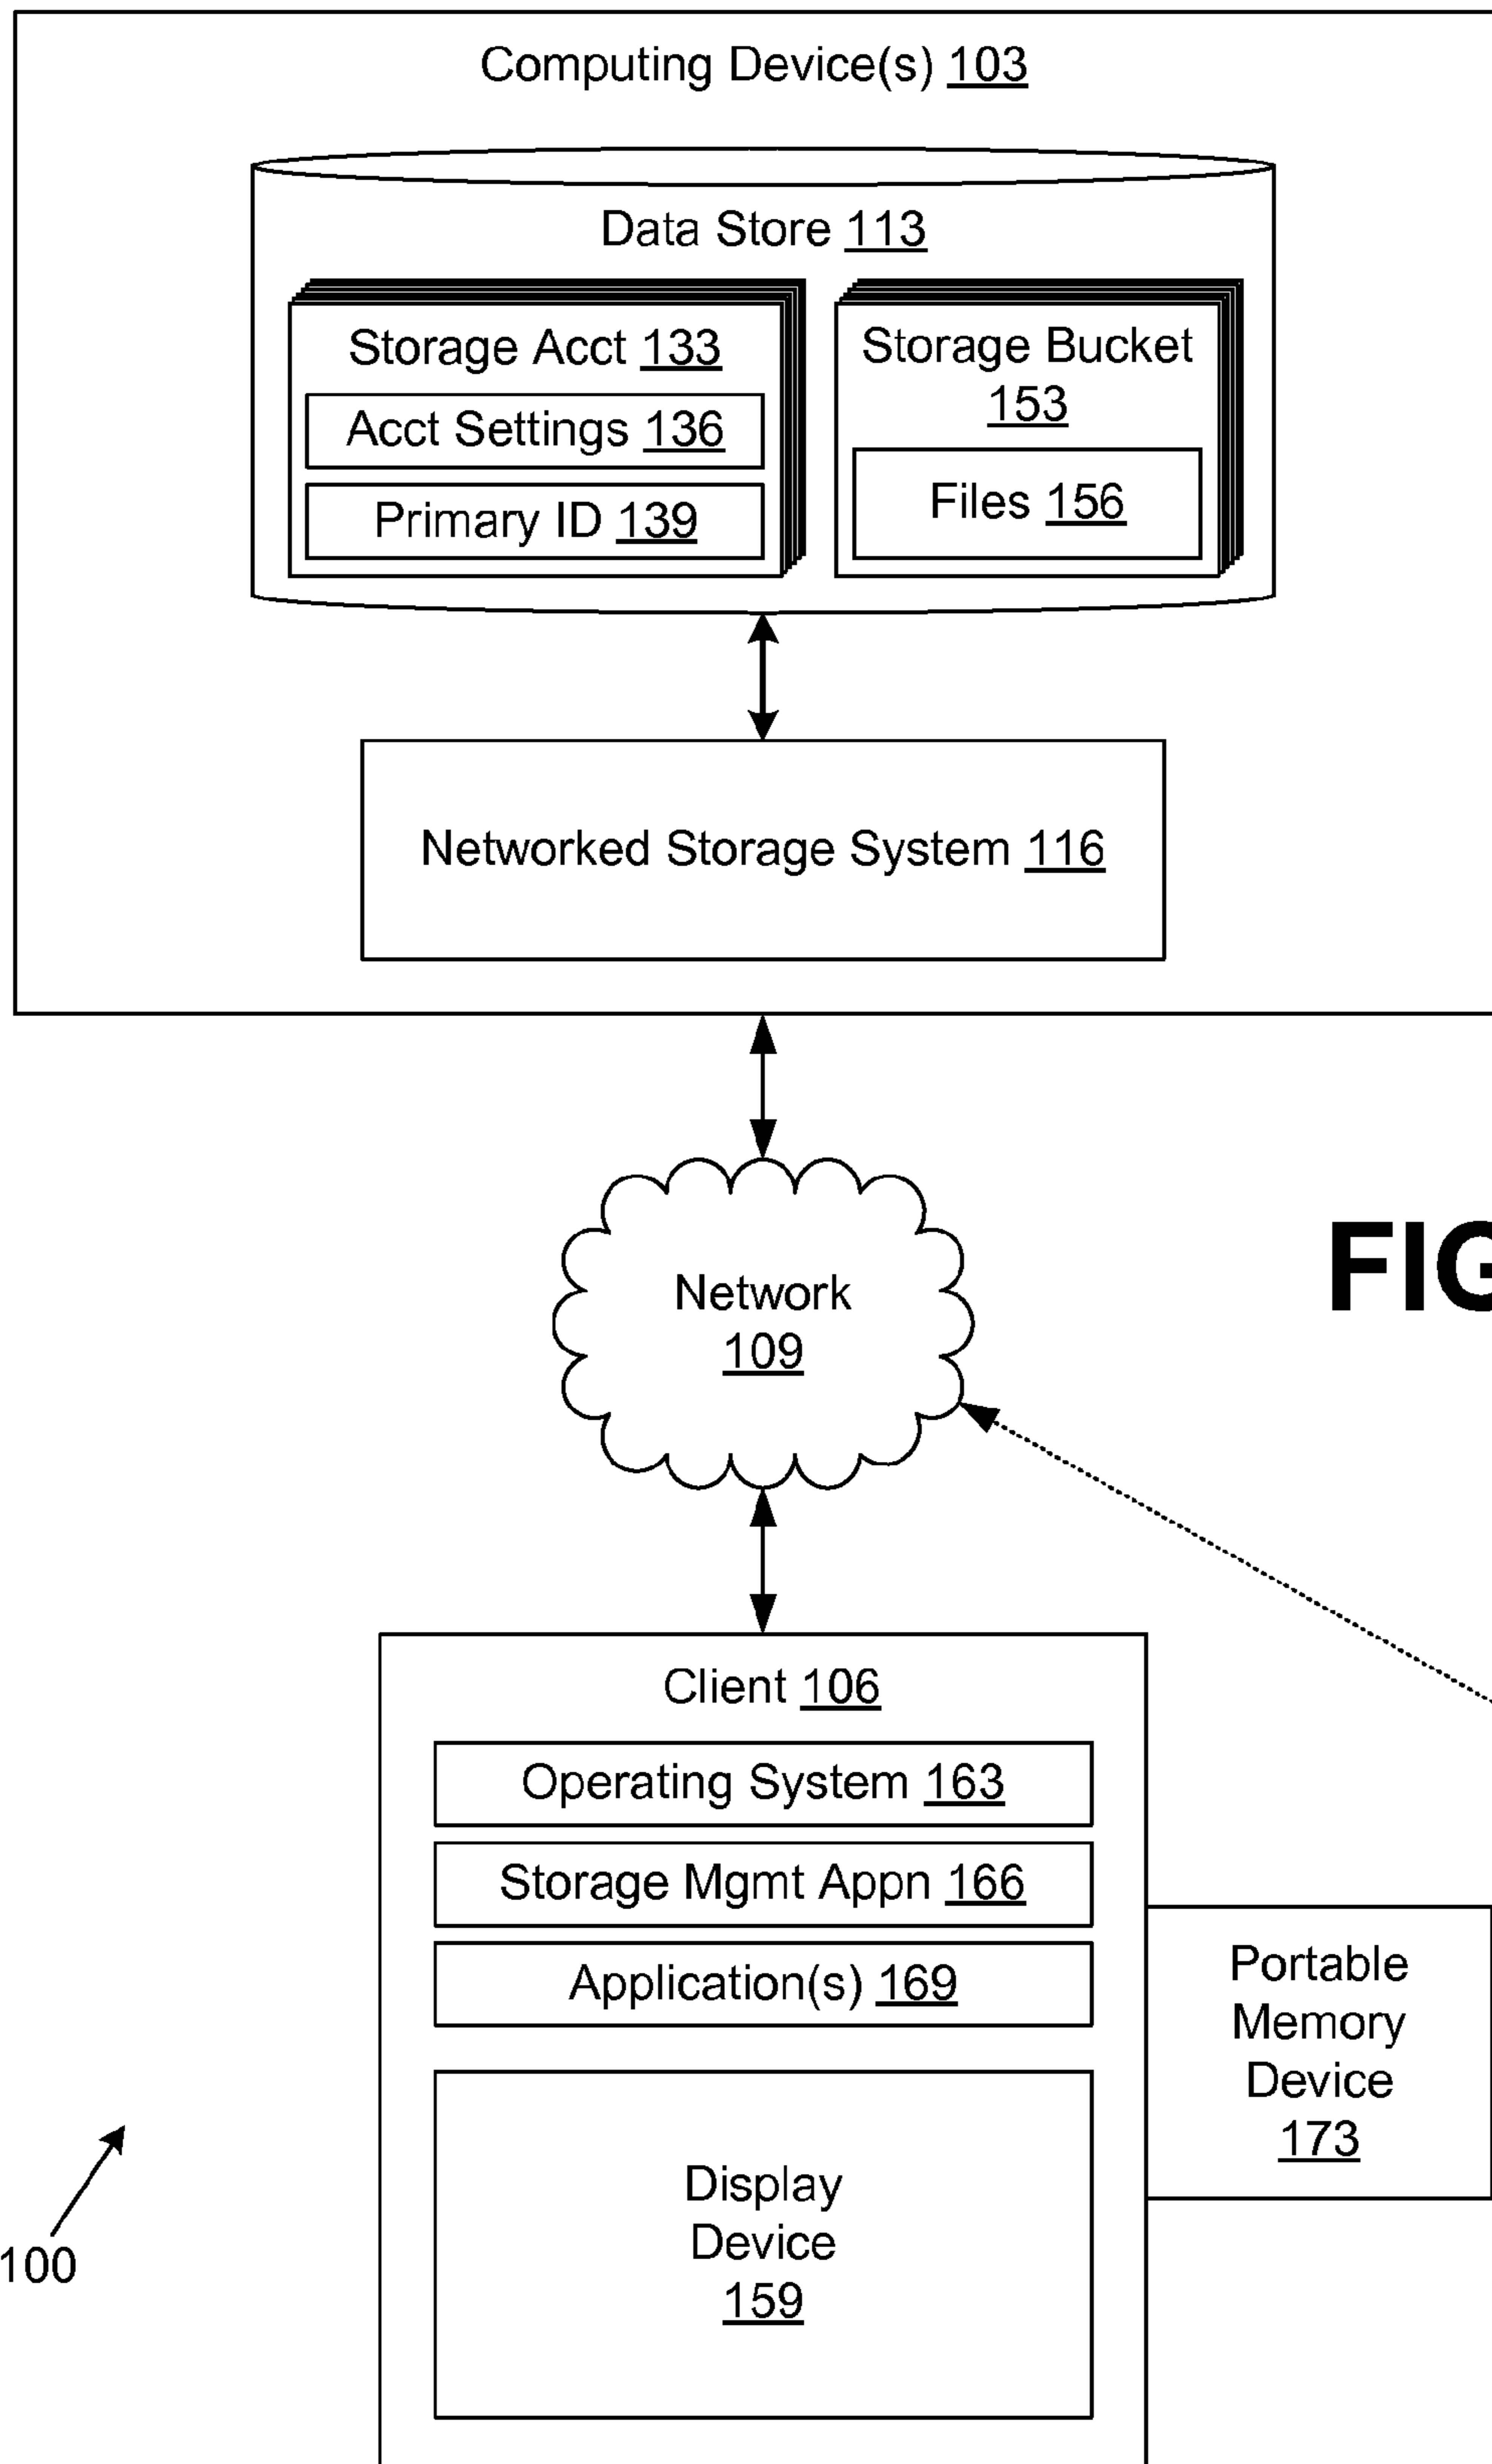 Computing Device(s) 103
Data Store 113
Storage Acct 133
Acct Settings 136
Primary ID 139
Storage Bucket
153
Files 156
Networked Storage System 116
Network
109
FIG
Client 106
Operating System 163
Storage Mgmt Appn 166
Application(s) 169
Portable
Memory
Device
173
Display
Device
159
100